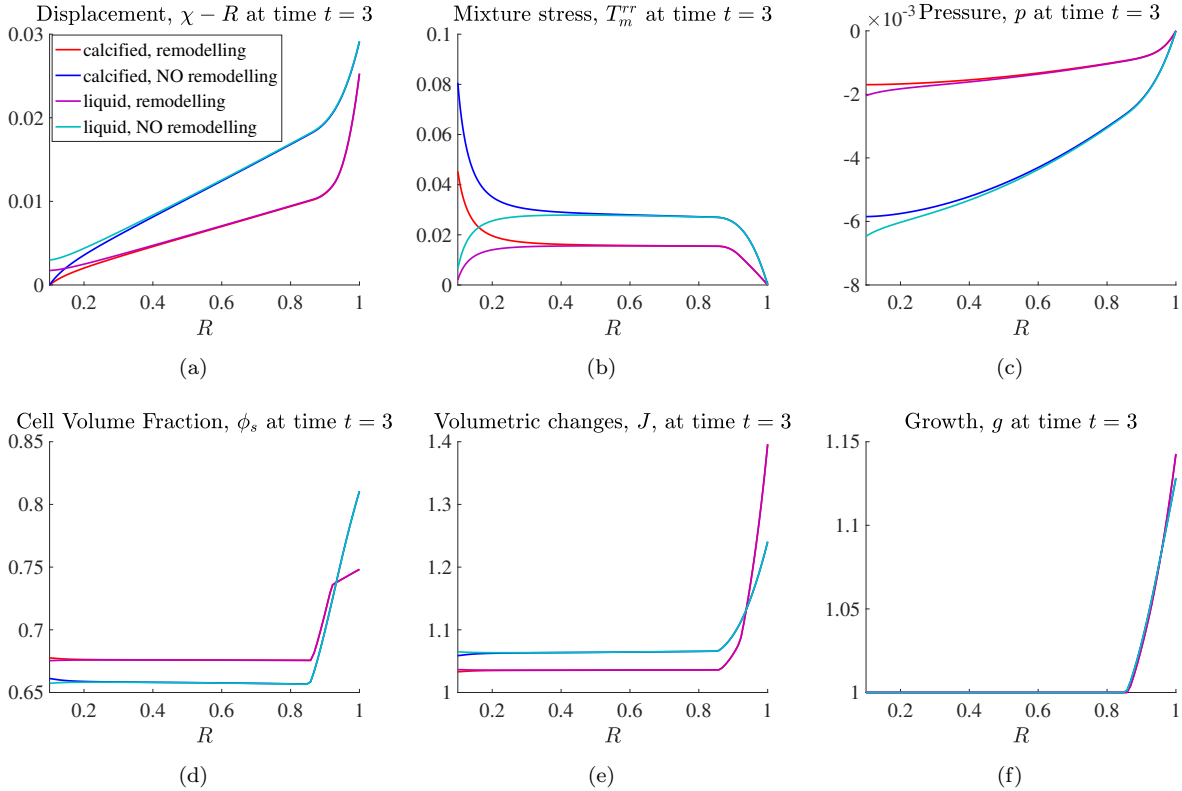 Displacement, χ − R at time t = 3
0.03
0.02
0.01
0
0.2 0.4 0.6 0.8 1
R
calcified, remodelling
calcified, NO remodelling
liquid, remodelling
liquid, NO remodelling
(a)
Mixture stress, T_m^{rr} at time t = 3
0.1
0.08
0.06
0.04
0.02
0
0.2 0.4 0.6 0.8 1
R
(b)
×10^{-3} Pressure, p at time t = 3
0
-2
-4
-6
-8
0.2 0.4 0.6 0.8 1
R
(c)
Cell Volume Fraction, ϕ_s at time t = 3
0.85
0.8
0.75
0.7
0.65
0.2 0.4 0.6 0.8 1
R
(d)
Volumetric changes, J, at time t = 3
1.4
1.3
1.2
1.1
1
0.2 0.4 0.6 0.8 1
R
(e)
Growth, g at time t = 3
1.15
1.1
1.05
1
0.2 0.4 0.6 0.8 1
R
(f)